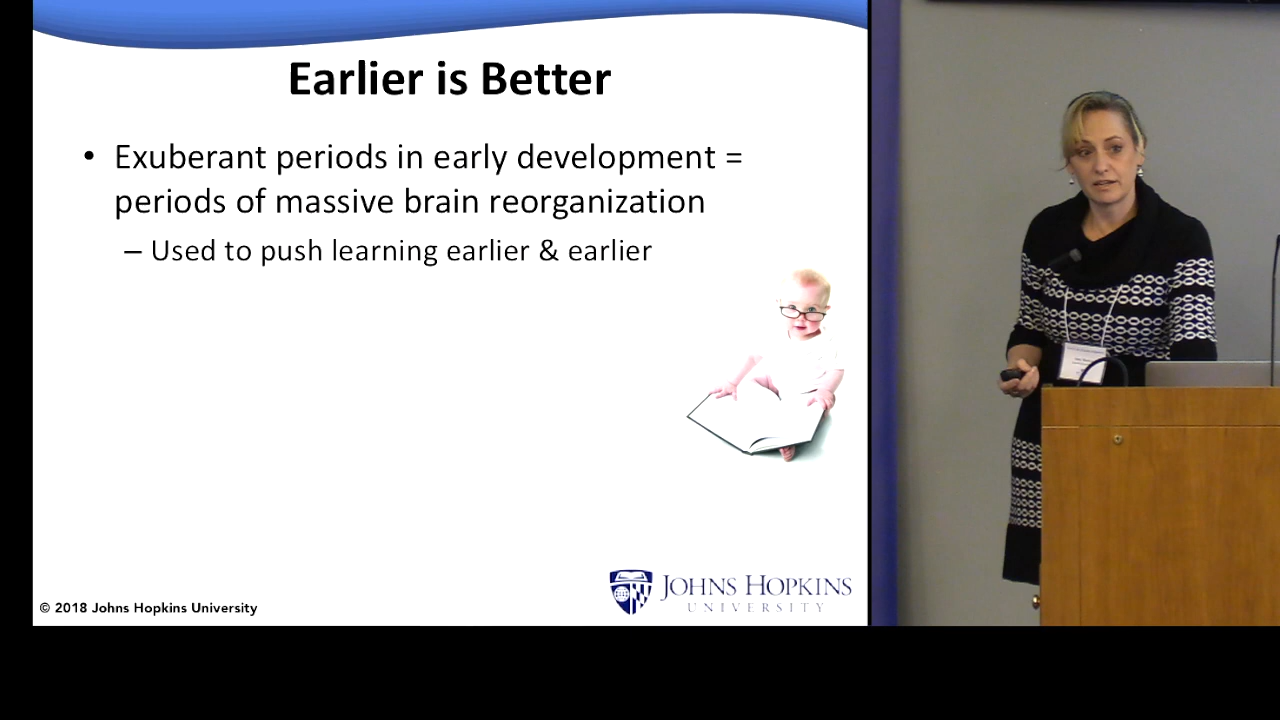 Earlier is Better
• Exuberant periods in early development =
periods of massive brain reorganization
– Used to push learning earlier & earlier
© 2018 Johns Hopkins University
JOHNS HOPKINS
UNIVERSITY